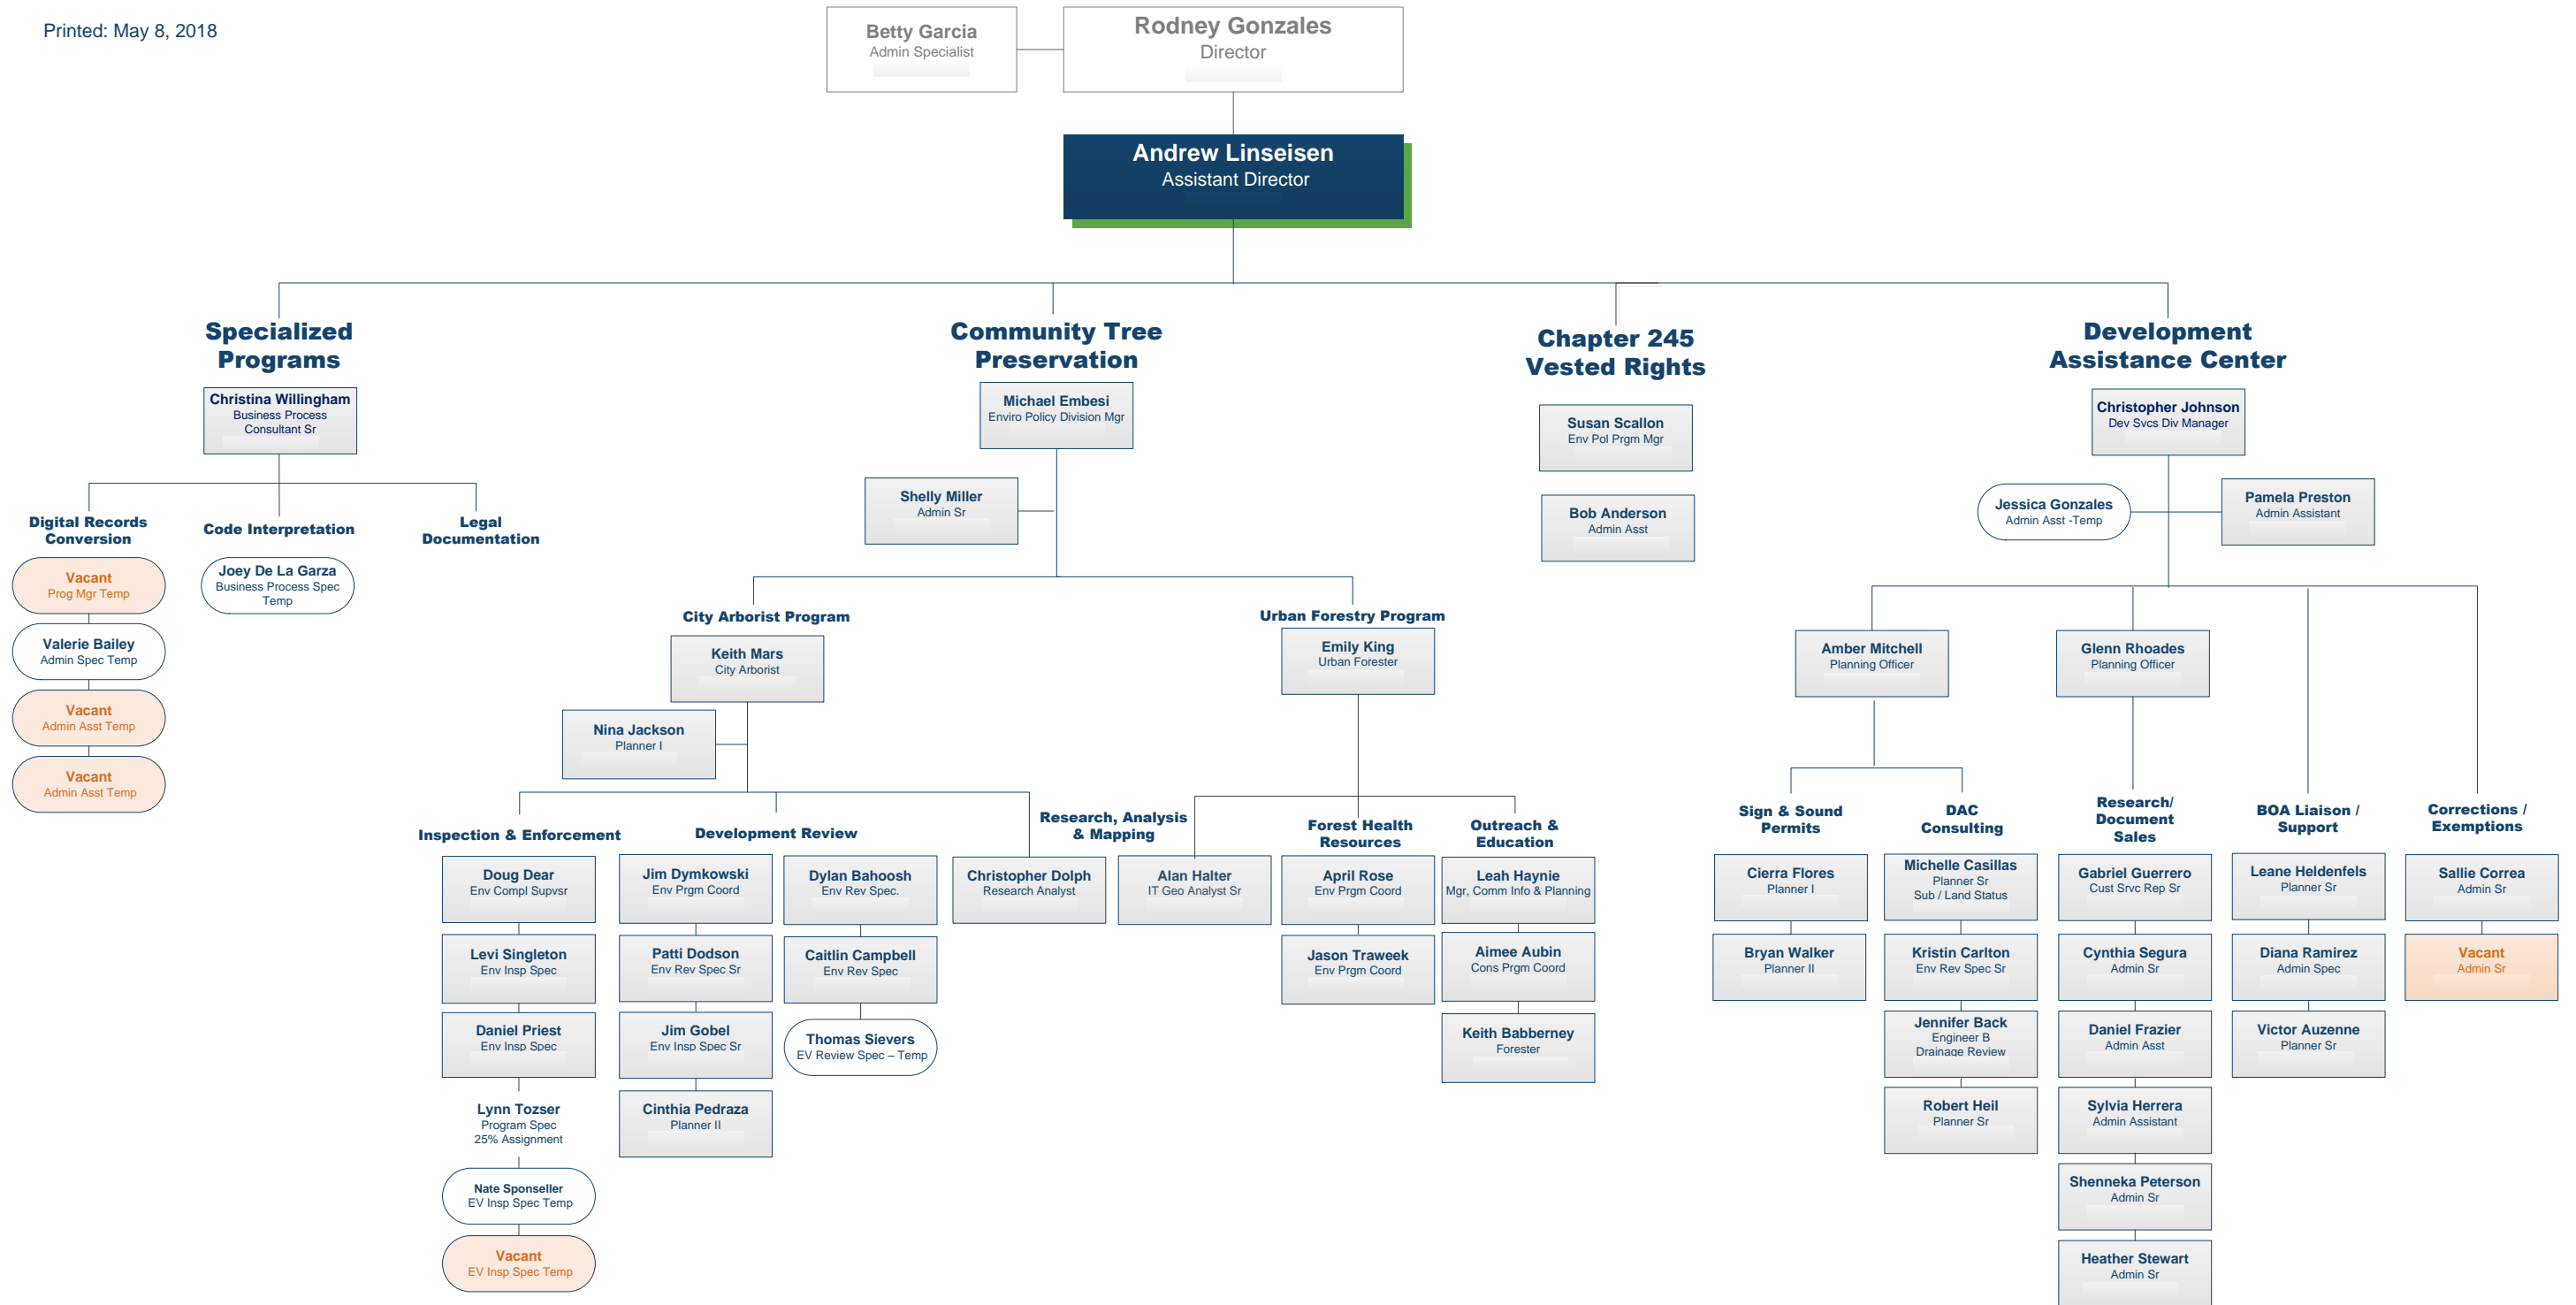 Printed: May 8, 2018
Betty Garcia
Admin Specialist
Rodney Gonzales
Director
Andrew Linseisen
Assistant Director
Specialized
Programs
Christina Willingham
Business Process
Consultant Sr
Digital Records
Conversion
Vacant
Prog Mgr Temp
Valerie Bailey
Admin Spec Temp
Vacant
Admin Asst Temp
Vacant
Admin Asst Temp
Code Interpretation
Joey De La Garza
Business Process Spec
Temp
Legal
Documentation
Community Tree
Preservation
Michael Embesi
Enviro Policy Division Mgr
Shelly Miller
Admin Sr
City Arborist Program
Keith Mars
City Arborist
Nina Jackson
Planner I
Inspection & Enforcement
Doug Dear
Env Compl Supvsr
Levi Singleton
Env Insp Spec
Daniel Priest
Env Insp Spec
Lynn Tozser
Program Spec
25% Assignment
Nate Sponseller
EV Insp Spec Temp
Vacant
EV Insp Spec Temp
Development Review
Jim Dymkowski
Env Prgm Coord
Patti Dodson
Env Rev Spec Sr
Jim Gobel
Env Insp Spec Sr
Cinthia Pedraza
Planner II
Dylan Bahoosh
Env Rev Spec.
Caitlin Campbell
Env Rev Spec
Thomas Sievers
EV Review Spec – Temp
Research, Analysis
& Mapping
Christopher Dolph
Research Analyst
Alan Halter
IT Geo Analyst Sr
Urban Forestry Program
Emily King
Urban Forester
Forest Health
Resources
April Rose
Env Prgm Coord
Jason Traweek
Env Prgm Coord
Outreach &
Education
Leah Haynie
Mgr, Comm Info & Planning
Aimee Aubin
Cons Prgm Coord
Keith Babberney
Forester
Chapter 245
Vested Rights
Susan Scallon
Env Pol Prgm Mgr
Bob Anderson
Admin Asst
Development
Assistance Center
Christopher Johnson
Dev Svcs Div Manager
Jessica Gonzales
Admin Asst -Temp
Pamela Preston
Admin Assistant
Amber Mitchell
Planning Officer
Glenn Rhoades
Planning Officer
Sign & Sound
Permits
Cierra Flores
Planner I
Bryan Walker
Planner II
DAC
Consulting
Michelle Casillas
Planner Sr
Sub / Land Status
Kristin Carlton
Env Rev Spec Sr
Jennifer Back
Engineer B
Drainage Review
Robert Heil
Planner Sr
Research/
Document
Sales
Gabriel Guerrero
Cust Srvc Rep Sr
Cynthia Segura
Admin Sr
Daniel Frazier
Admin Asst
Sylvia Herrera
Admin Assistant
Shenneka Peterson
Admin Sr
Heather Stewart
Admin Sr
BOA Liaison /
Support
Leane Heldenfels
Planner Sr
Diana Ramirez
Admin Spec
Victor Auzenne
Planner Sr
Corrections /
Exemptions
Sallie Correa
Admin Sr
Vacant
Admin Sr